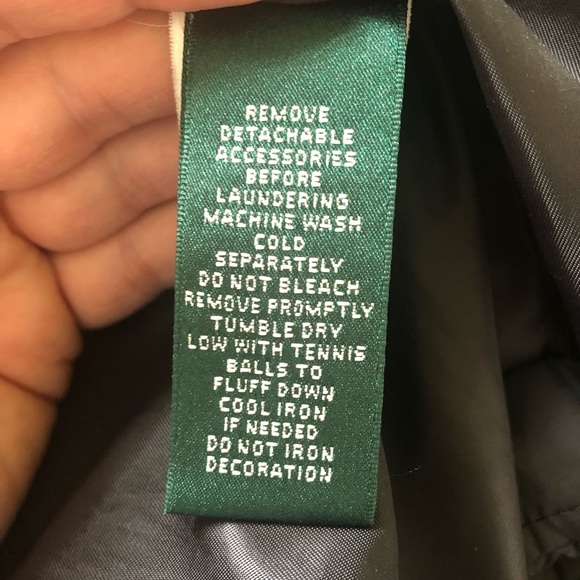 REMOVE
DETACHABLE
ACCESSORIES
BEFORE
LAUNDERING
MACHINE WASH
COLD
SEPARATELY
DO NOT BLEACH
REMOVE PROMPTLY
TUMBLE DRY
LOW WITH TENNIS
BALLS TO
FLUFF DOWN
COOL IRON
IF NEEDED
DO NOT IRON
DECORATION